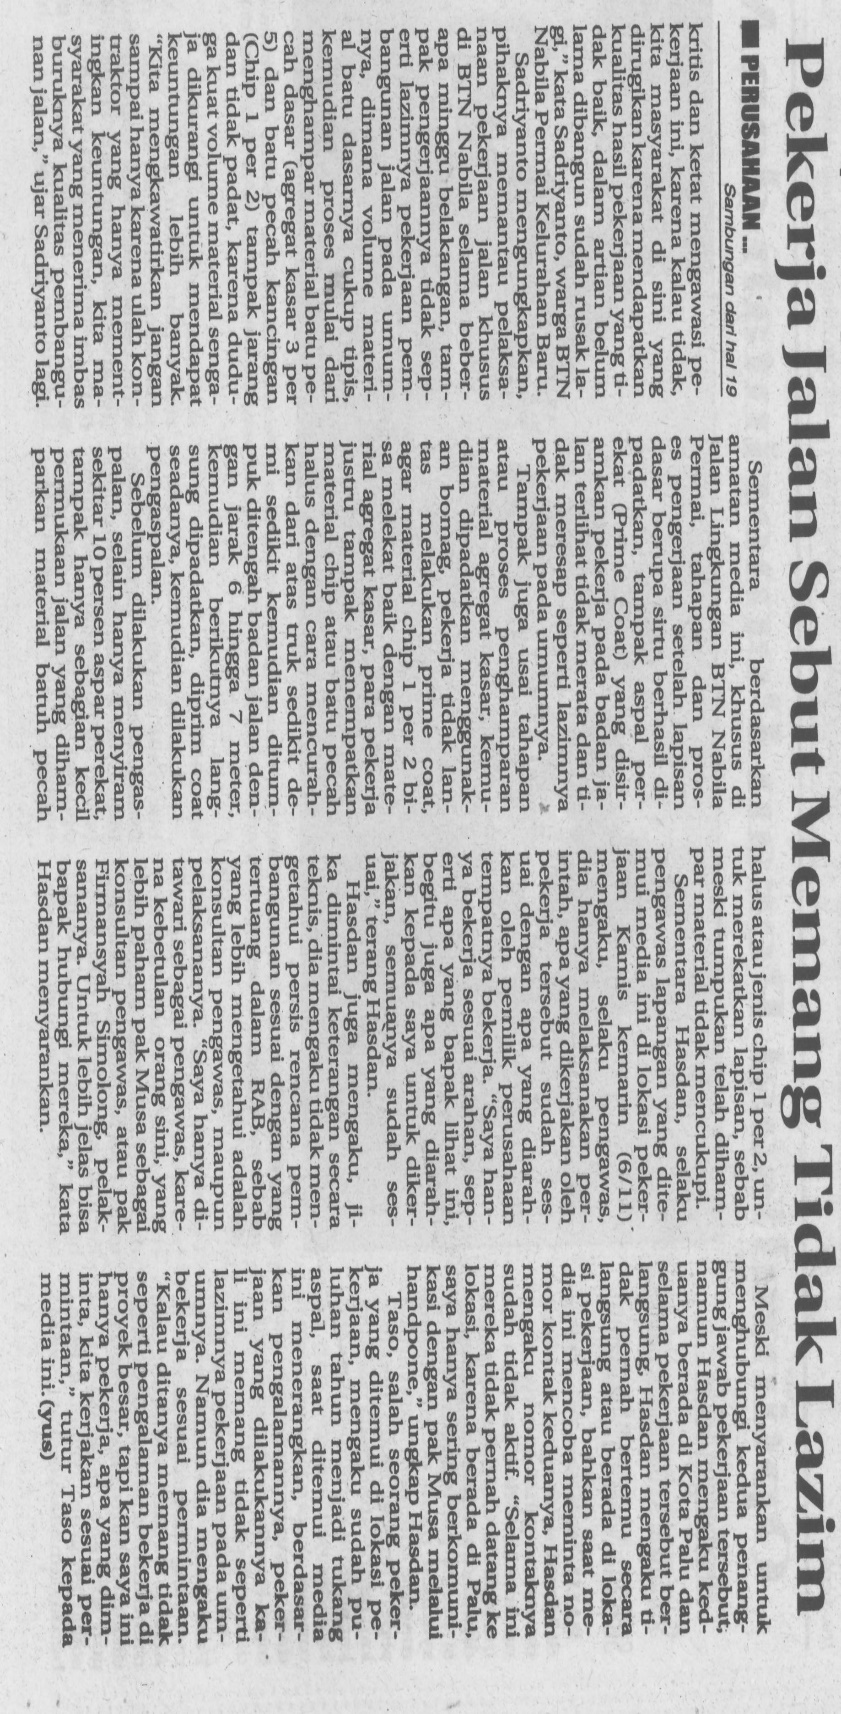 Pekerja Jalan Sebut Memang Tidak Lazim
PERUSAHAAN ...
Sambungan dari hal 19
kritis dan ketat mengawasi pe-
kerjaan ini, karena kalau tidak,
kita masyarakat di sini yang
dirugikan karena mendapatkan
kualitas hasil pekerjaan yang ti-
dak baik, dalam artian belum
lama dibangun sudah rusak la-
gi,” kata Sadriyanto, warga BTN
Nabila Permai Kelurahan Baru.
Sadriyanto mengungkapkan,
pihaknya memantau pelaksa-
naan pekerjaan jalan khusus
di BTN Nabila selama beber-
apa minggu belakangan, tam-
pak pengerjaannya tidak sep-
erti lazimnya pekerjaan pem-
bangunan jalan pada umum-
nya, dimana volume materi-
al batu dasarnya cukup tipis,
kemudian proses mulai dari
menghampar material batu pe-
cah dasar (agregat kasar 3 per
5) dan batu pecah kancingan
(Chip 1 per 2) tampak jarang
dan tidak padat, karena dudu-
ga kuat volume material senga-
ja dikurangi untuk mendapat
keuntungan lebih banyak.
“Kita mengkawatirkan jangan
sampai hanya karena ulah kon-
traktor yang hanya mement-
ingkan keuntungan, kita ma-
syarakat yang menerima imbas
buruknya kualitas pembangu-
nan jalan,” ujar Sadriyanto lagi.
Sementara berdasarkan
amatan media ini, khusus di
Jalan Lingkungan BTN Nabila
Permai, tahapan dan pros-
es pengerjaan setelah lapisan
dasar berupa sirtu berhasil di-
padatkan, tampak aspal per-
ekat (Prime Coat) yang disir-
amkan pekerja pada badan ja-
lan terlihat tidak merata dan ti-
dak meresap seperti lazimnya
pekerjaan pada umumnya.
Tampak juga usai tahapan
atau proses penghamparan
material agregat kasar, kemu-
dian dipadatkan menggunak-
an bomag, pekerja tidak lan-
tas melakukan prime coat,
agar material chip 1 per 2 bi-
sa melekat baik dengan mate-
rial agregat kasar, para pekerja
justru tampak menempatkan
material chip atau batu pecah
halus dengan cara mencurah-
kan dari atas truk sedikit de-
mi sedikit kemudian ditum-
puk ditengah badan jalan den-
gan jarak 6 hingga 7 meter,
kemudian berikutnya lang-
sung dipadatkan, diprim coat
seadanya, kemudian dilakukan
pengaspalan.
Sebelum dilakukan pengas-
palan, selain hanya menyiram
sekitar 10 persen aspar perekat,
tampak hanya sebagian kecil
permukaan jalan yang diham-
parkan material batuh pecah
halus atau jenis chip 1 per 2, un-
tuk merekatkan lapisan, sebab
meski tumpukan telah diham-
par material tidak mencukupi.
Sementara Hasdan, selaku
pengawas lapangan yang dite-
mui media ini di lokasi peker-
jaan Kamis kemarin (6/11)
mengaku, selaku pengawas,
dia hanya melaksanakan per-
intah, apa yang dikerjakan oleh
pekerja tersebut sudah ses-
uai dengan apa yang diarah-
kan oleh pemilik perusahaan
tempatnya bekerja. “Saya han-
ya bekerja sesuai arahan, sep-
erti apa yang bapak lihat ini,
begitu juga apa yang diarah-
kan kepada saya untuk diker-
jakan, semuanya sudah ses-
uai,” terang Hasdan.
Hasdan juga mengaku, ji-
ka dimintai keterangan secara
teknis, dia mengaku tidak men-
getahui persis rencana pem-
bangunan sesuai dengan yang
tertuang dalam RAB, sebab
yang lebih mengetahui adalah
konsultan pengawas, maupun
pelaksananya. “Saya hanya di-
tawari sebagai pengawas, kare-
na kebetulan orang sini, yang
lebih paham pak Musa sebagai
konsultan pengawas, atau pak
Firmansyah Simolong, pelak-
sananya. Untuk lebih jelas bisa
bapak hubungi mereka,” kata
Hasdan menyarankan.
Meski menyarankan untuk
menghubungi kedua penang-
gung jawab pekerjaan tersebut,
namun Hasdan mengaku ked-
uanya berada di Kota Palu dan
selama pekerjaan tersebut ber-
langsung, Hasdan mengaku ti-
dak pernah bertemu secara
langsung atau berada di loka-
si pekerjaan, bahkan saat me-
dia ini mencoba meminta no-
mor kontak keduanya, Hasdan
mengaku nomor kontaknya
sudah tidak aktif. “Selama ini
mereka tidak pernah datang ke
lokasi, karena berada di Palu,
saya hanya sering berkomuni-
kasi dengan pak Musa melalui
handpone,” ungkap Hasdan.
Taso, salah seorang peker-
ja yang ditemui di lokasi pe-
kerjaan, mengaku sudah pu-
luhan tahun menjadi tukang
aspal, saat ditemui media
ini menerangkan, berdasar-
kan pengalamannya, peker-
jaan yang dilakukannya ka-
li ini memang tidak seperti
lazimnya pekerjaan pada um-
umnya. Namun dia mengaku
bekerja sesuai permintaan.
“Kalau ditanya memang tidak
seperti pengalaman bekerja di
proyek besar, tapi kan saya ini
hanya pekerja, apa yang dim-
inta, kita kerjakan sesuai per-
mintaan,” tutur Taso kepada
media ini.(yus)